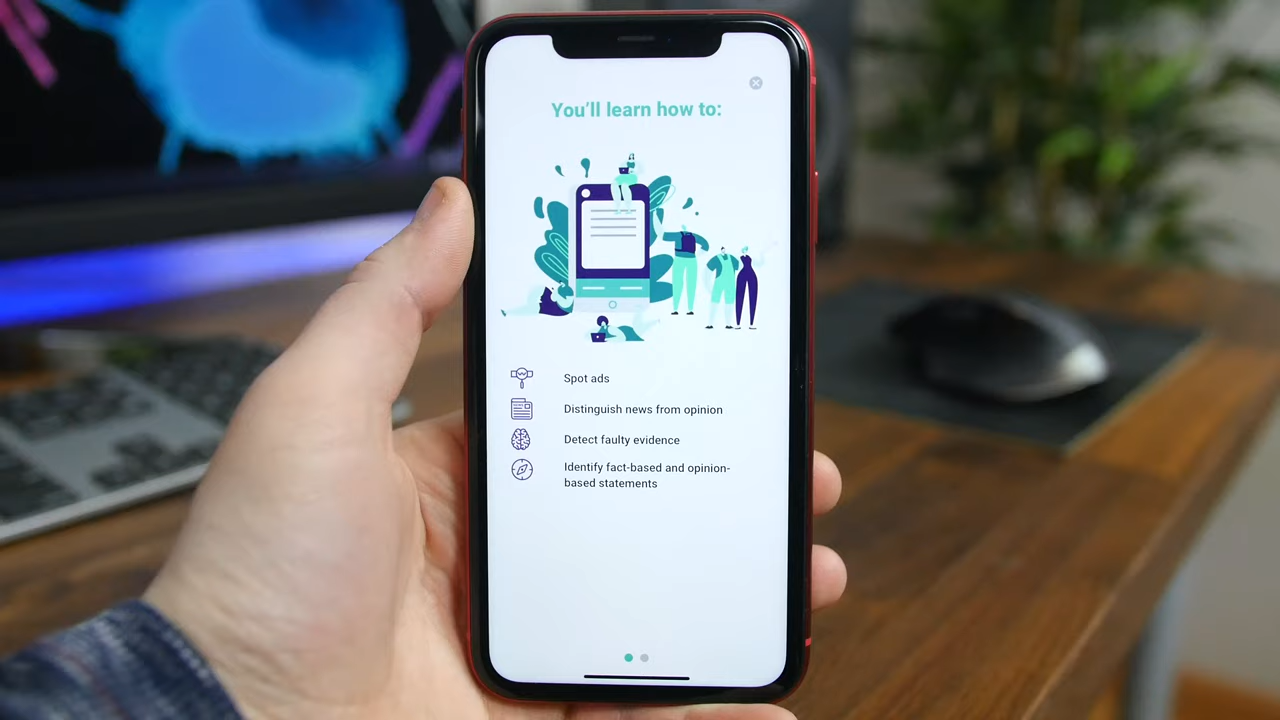 You'll learn how to:
Spot ads
Distinguish news from opinion
Detect faulty evidence
Identify fact-based and opinion-
based statements